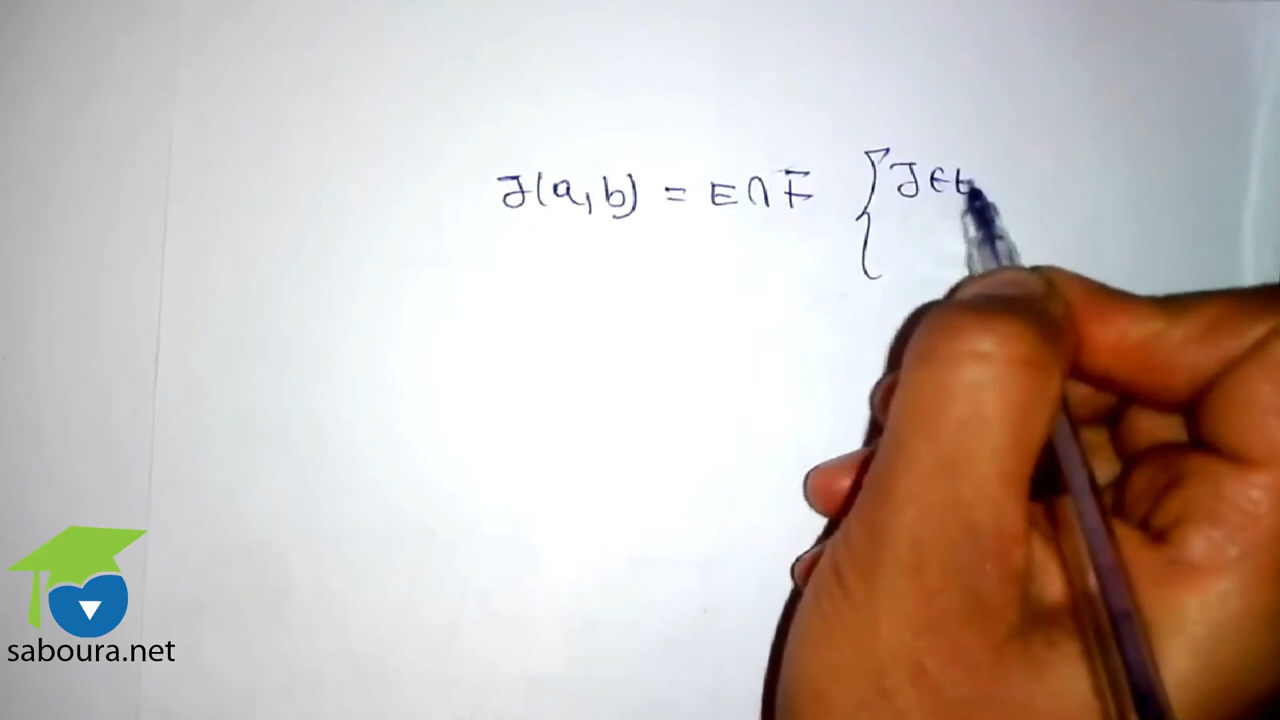 J(a,b) = E∩F { J ∈
saboura.net